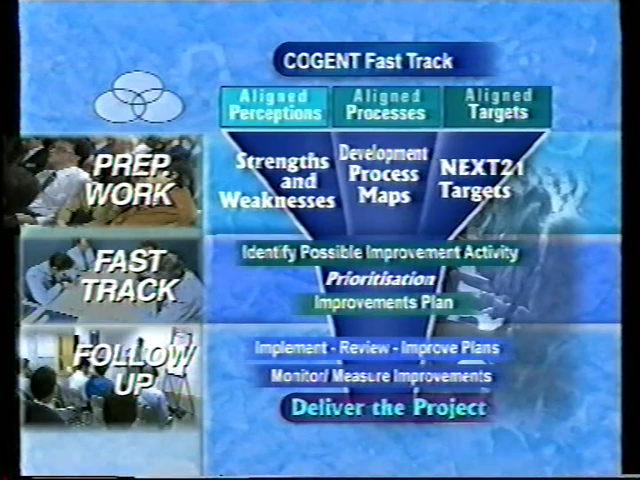 COGENT Fast Track
Aligned
Perceptions
Aligned
Processes
Aligned
Targets
PREP.
WORK
Strengths
and
Weaknesses
Development
Process
Maps
NEXT21
Targets
FAST
TRACK
Identify Possible Improvement Activity
Prioritisation
Improvements Plan
FOLLOW
UP
Implement - Review - Improve Plans
Monitor/ Measure Improvements
Deliver the Project